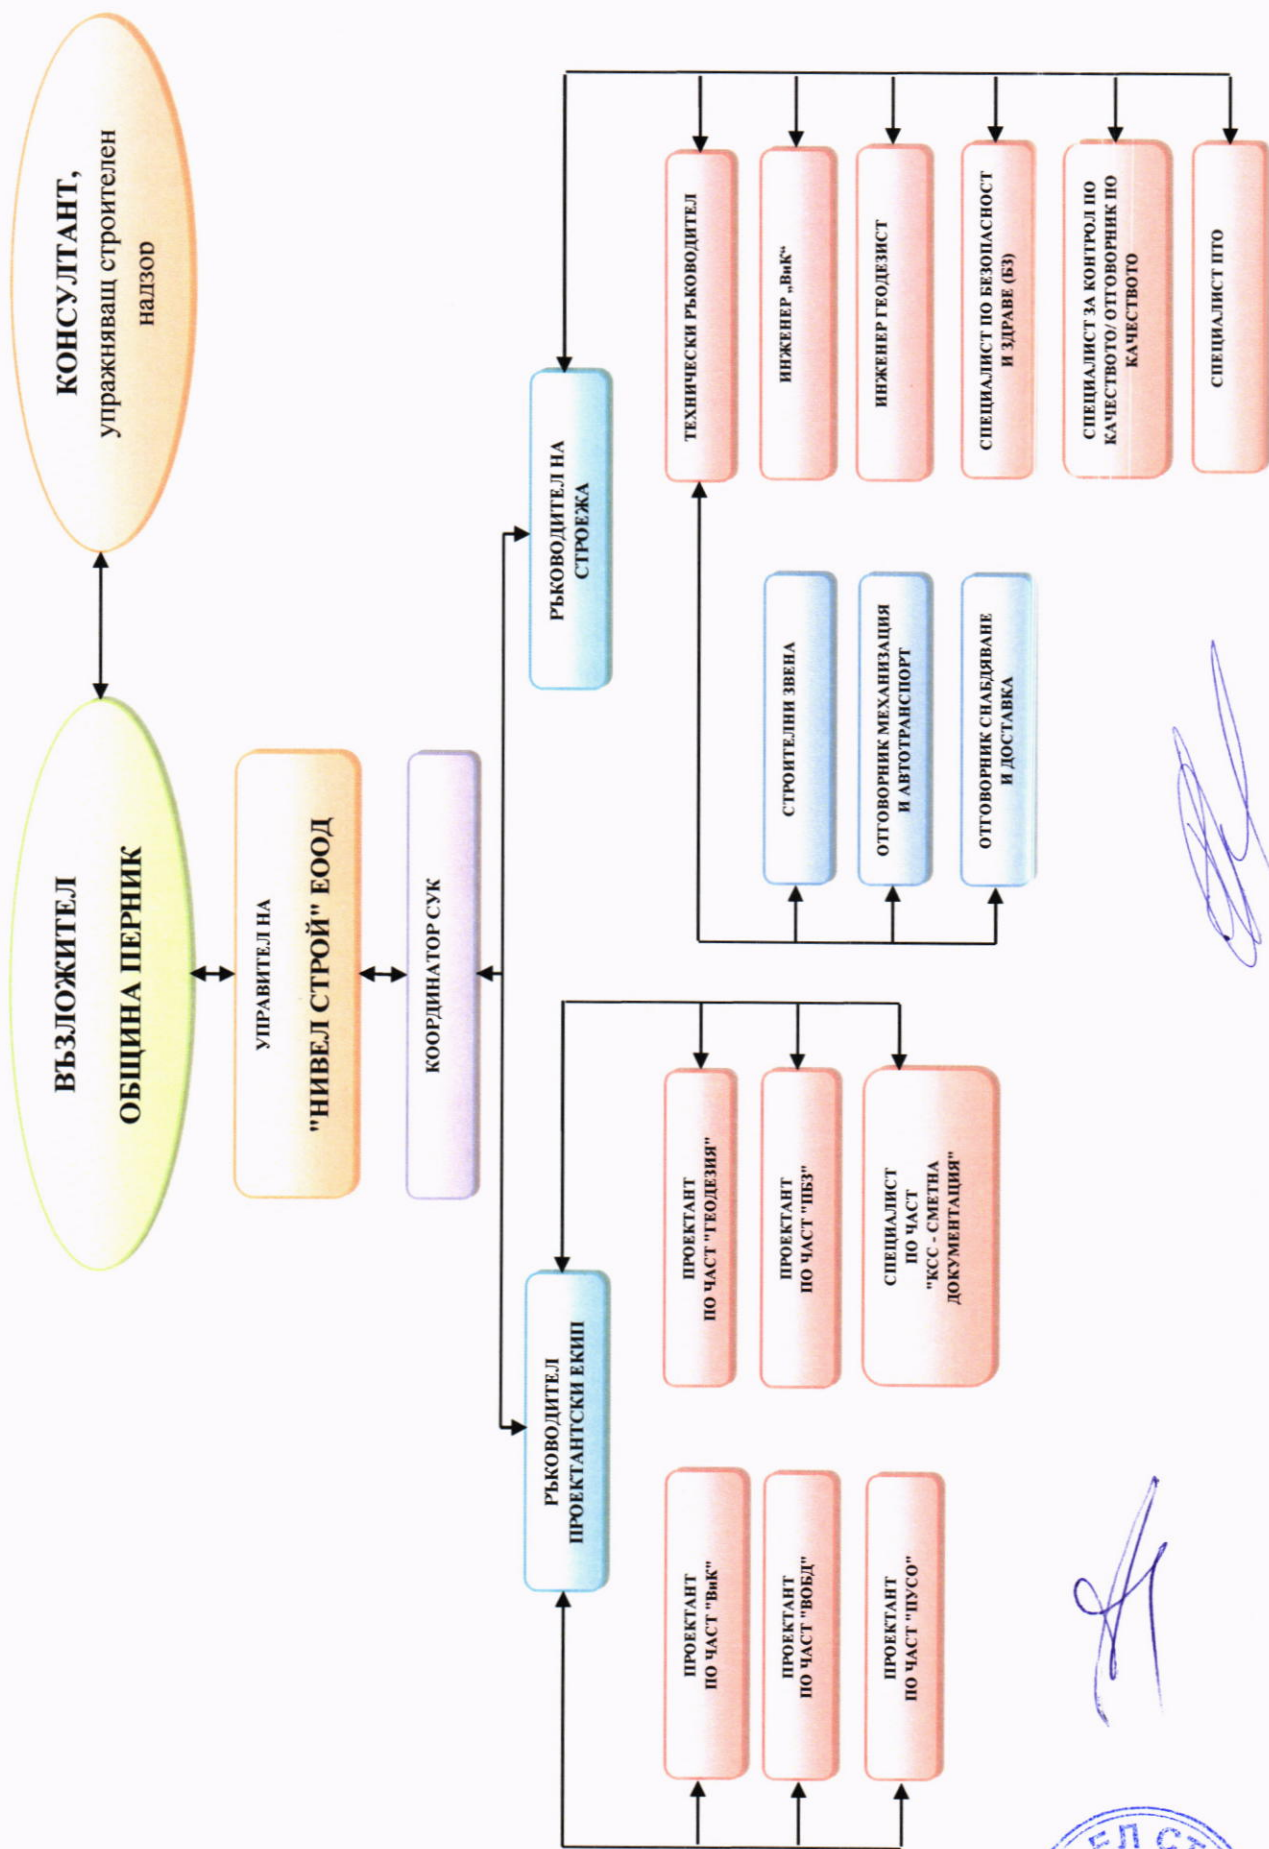 ВЪЗЛОЖИТЕЛ
ОБЩИНА ПЕРНИК
КОНСУЛТАНТ,
упражняващ строителен
надзор
УПРАВИТЕЛ НА
"НИВЕЛ СТРОЙ" ЕООД
КООРДИНАТОР СУК
РЪКОВОДИТЕЛ
ПРОЕКТАНТСКИ ЕКИП
РЪКОВОДИТЕЛ НА
СТРОЕЖА
ПРОЕКТАНТ
ПО ЧАСТ "ВиК"
ПРОЕКТАНТ
ПО ЧАСТ "ВОБД"
ПРОЕКТАНТ
ПО ЧАСТ "ПУСО"
ПРОЕКТАНТ
ПО ЧАСТ "ГЕОДЕЗИЯ"
ПРОЕКТАНТ
ПО ЧАСТ "ПБЗ"
СПЕЦИАЛИСТ
ПО ЧАСТ
"КСС - СМЕТНА
ДОКУМЕНТАЦИЯ"
СТРОИТЕЛНИ ЗВЕНА
ОТГОВОРНИК МЕХАНИЗАЦИЯ
И АВТОТРАНСПОРТ
ОТГОВОРНИК СНАБДЯВАНЕ
И ДОСТАВКА
ТЕХНИЧЕСКИ РЪКОВОДИТЕЛ
ИНЖЕНЕР „ВиК“
ИНЖЕНЕР ГЕОДЕЗИСТ
СПЕЦИАЛИСТ ПО БЕЗОПАСНОСТ
И ЗДРАВЕ (БЗ)
СПЕЦИАЛИСТ ЗА КОНТРОЛ ПО
КАЧЕСТВОТО/ ОТГОВОРНИК ПО
КАЧЕСТВОТО
СПЕЦИАЛИСТ ПТО